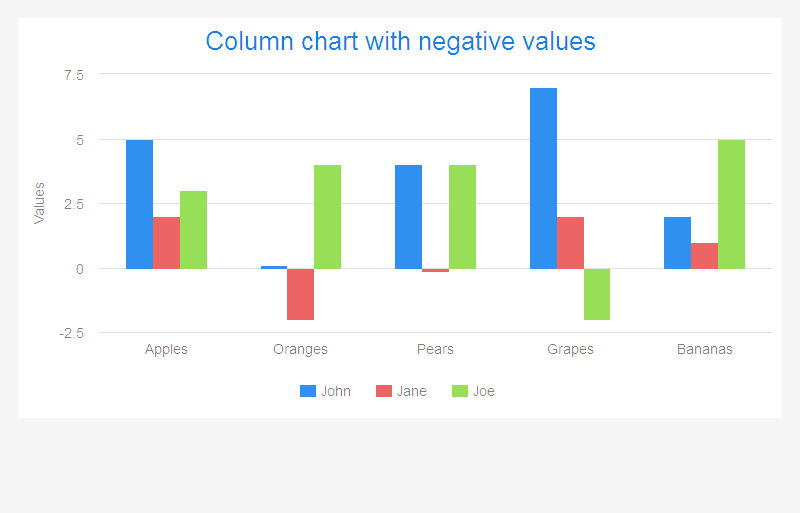 Column chart with negative values
7.5
5
2.5
0
-2.5
Values
Apples Oranges Pears Grapes Bananas
John Jane Joe